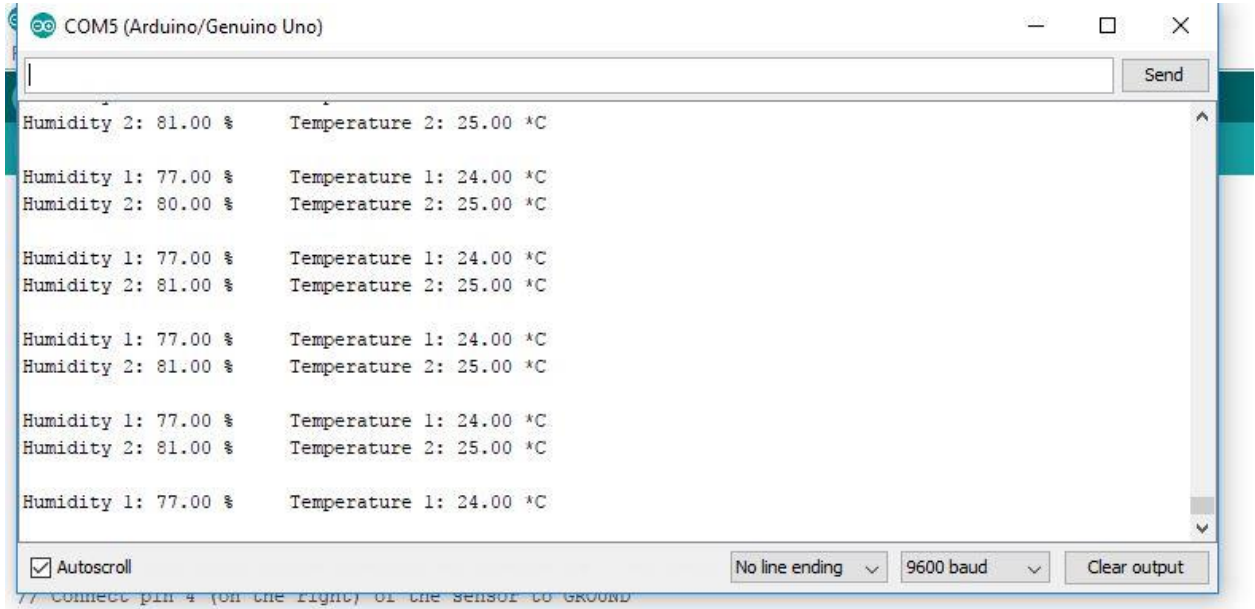 COM5 (Arduino/Genuino Uno)
Send
Humidity 2: 81.00 %     Temperature 2: 25.00 *C
Humidity 1: 77.00 %     Temperature 1: 24.00 *C
Humidity 2: 80.00 %     Temperature 2: 25.00 *C
Humidity 1: 77.00 %     Temperature 1: 24.00 *C
Humidity 2: 81.00 %     Temperature 2: 25.00 *C
Humidity 1: 77.00 %     Temperature 1: 24.00 *C
Humidity 2: 81.00 %     Temperature 2: 25.00 *C
Humidity 1: 77.00 %     Temperature 1: 24.00 *C
Humidity 2: 81.00 %     Temperature 2: 25.00 *C
Humidity 1: 77.00 %     Temperature 1: 24.00 *C
Autoscroll No line ending 9600 baud Clear output
// Connect pin 4 (on the right) of the sensor to GROUND